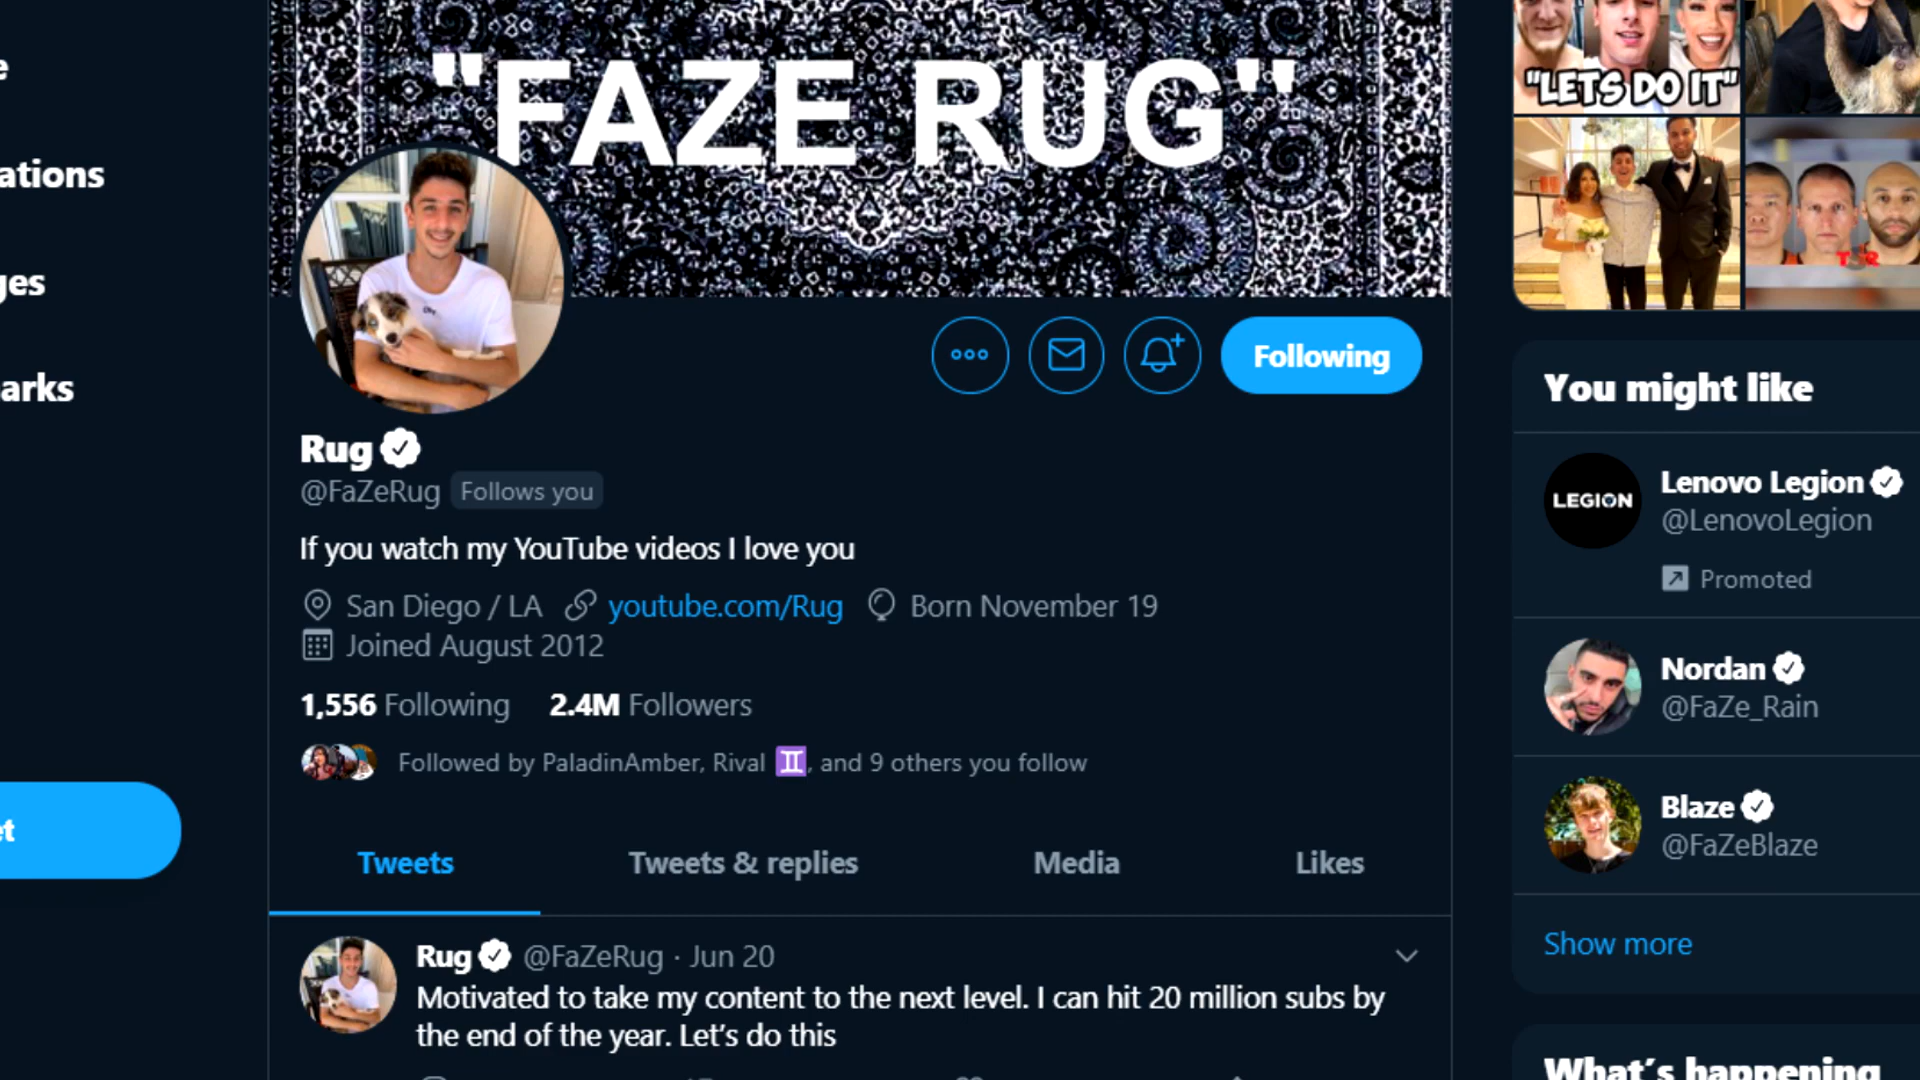 "FAZE RUG"
"LETS DO IT"
ations
ges
arks
TSR
Following
Rug
@FaZeRug Follows you
If you watch my YouTube videos I love you
San Diego / LA youtube.com/Rug Born November 19
Joined August 2012
1,556 Following 2.4M Followers
Followed by PaladinAmber, Rival ♊, and 9 others you follow
Tweets Tweets & replies Media Likes
Rug @FaZeRug · Jun 20
Motivated to take my content to the next level. I can hit 20 million subs by
the end of the year. Let's do this
et
You might like
LEGION
Lenovo Legion
@LenovoLegion
Promoted
Nordan
@FaZe_Rain
Blaze
@FaZeBlaze
Show more
What's happening